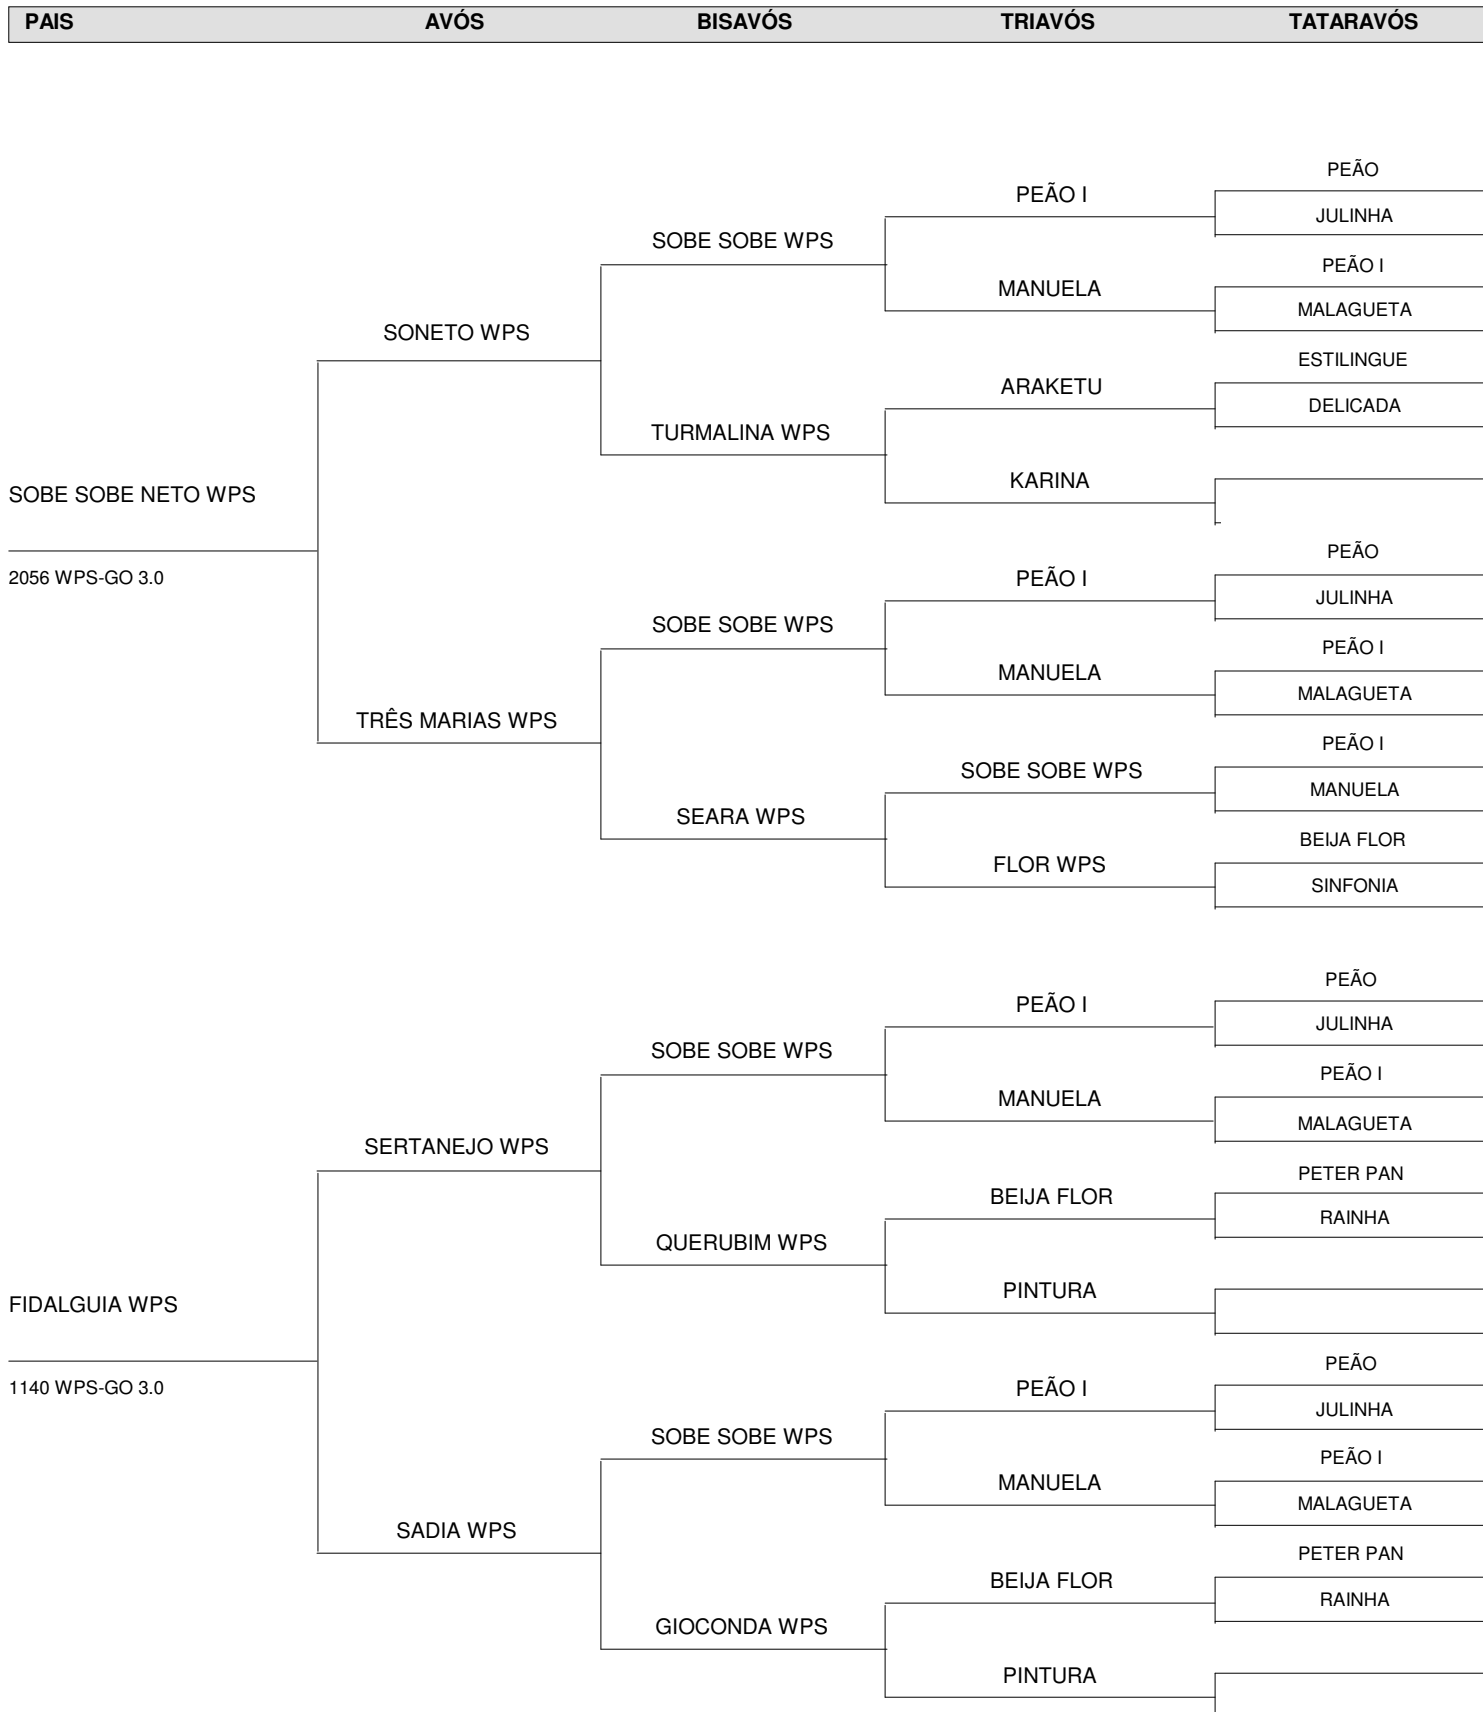 PAIS AVÓS BISAVÓS TRIAVÓS TATARAVÓS
PEÃO
PEÃO I
JULINHA
SOBE SOBE WPS
PEÃO I
MANUELA
MALAGUETA
SONETO WPS
ESTILINGUE
ARAKETU
DELICADA
TURMALINA WPS
KARINA
SOBE SOBE NETO WPS
PEÃO
2056 WPS-GO 3.0
PEÃO I
JULINHA
SOBE SOBE WPS
PEÃO I
MANUELA
MALAGUETA
TRÊS MARIAS WPS
PEÃO I
SOBE SOBE WPS
MANUELA
SEARA WPS
BEIJA FLOR
FLOR WPS
SINFONIA
PEÃO
PEÃO I
JULINHA
SOBE SOBE WPS
PEÃO I
MANUELA
MALAGUETA
SERTANEJO WPS
PETER PAN
BEIJA FLOR
RAINHA
QUERUBIM WPS
PINTURA
FIDALGUIA WPS
PEÃO
1140 WPS-GO 3.0
PEÃO I
JULINHA
SOBE SOBE WPS
PEÃO I
MANUELA
MALAGUETA
SADIA WPS
PETER PAN
BEIJA FLOR
RAINHA
GIOCONDA WPS
PINTURA